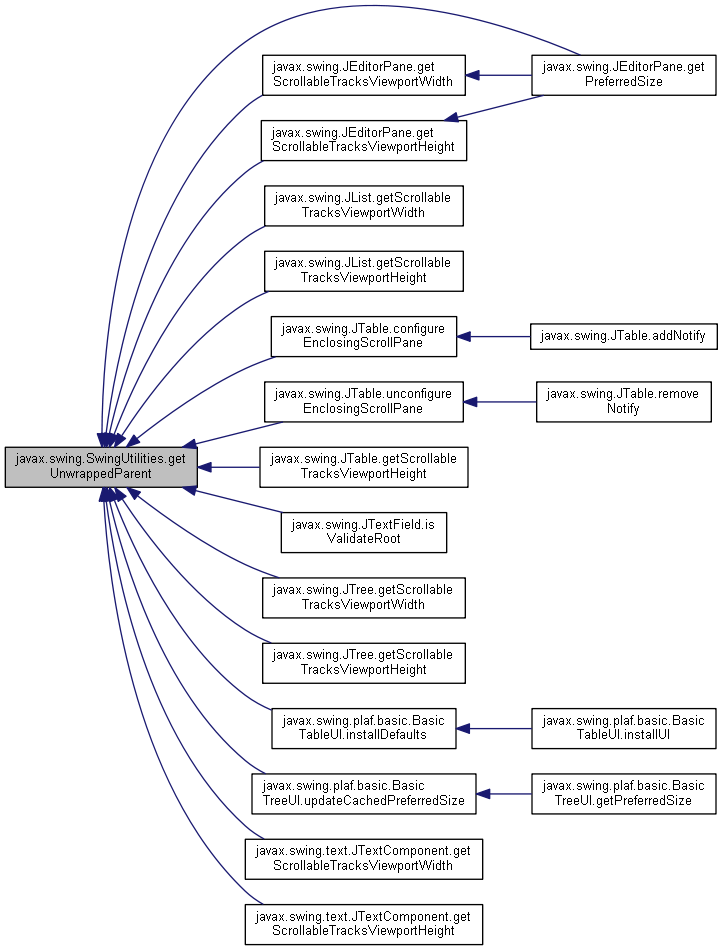 javax.swing.JEditorPane.get
ScrollableTracksViewportWidth
javax.swing.JEditorPane.get
PreferredSize
javax.swing.JEditorPane.get
ScrollableTracksViewportHeight
javax.swing.JList.getScrollable
TracksViewportWidth
javax.swing.JList.getScrollable
TracksViewportHeight
javax.swing.JTable.configure
EnclosingScrollPane
javax.swing.JTable.addNotify
javax.swing.JTable.unconfigure
EnclosingScrollPane
javax.swing.JTable.remove
Notify
javax.swing.SwingUtilities.get
UnwrappedParent
javax.swing.JTable.getScrollable
TracksViewportHeight
javax.swing.JTextField.is
ValidateRoot
javax.swing.JTree.getScrollable
TracksViewportWidth
javax.swing.JTree.getScrollable
TracksViewportHeight
javax.swing.plaf.basic.Basic
TableUI.installDefaults
javax.swing.plaf.basic.Basic
TableUI.installUI
javax.swing.plaf.basic.Basic
TreeUI.updateCachedPreferredSize
javax.swing.plaf.basic.Basic
TreeUI.getPreferredSize
javax.swing.text.JTextComponent.get
ScrollableTracksViewportWidth
javax.swing.text.JTextComponent.get
ScrollableTracksViewportHeight